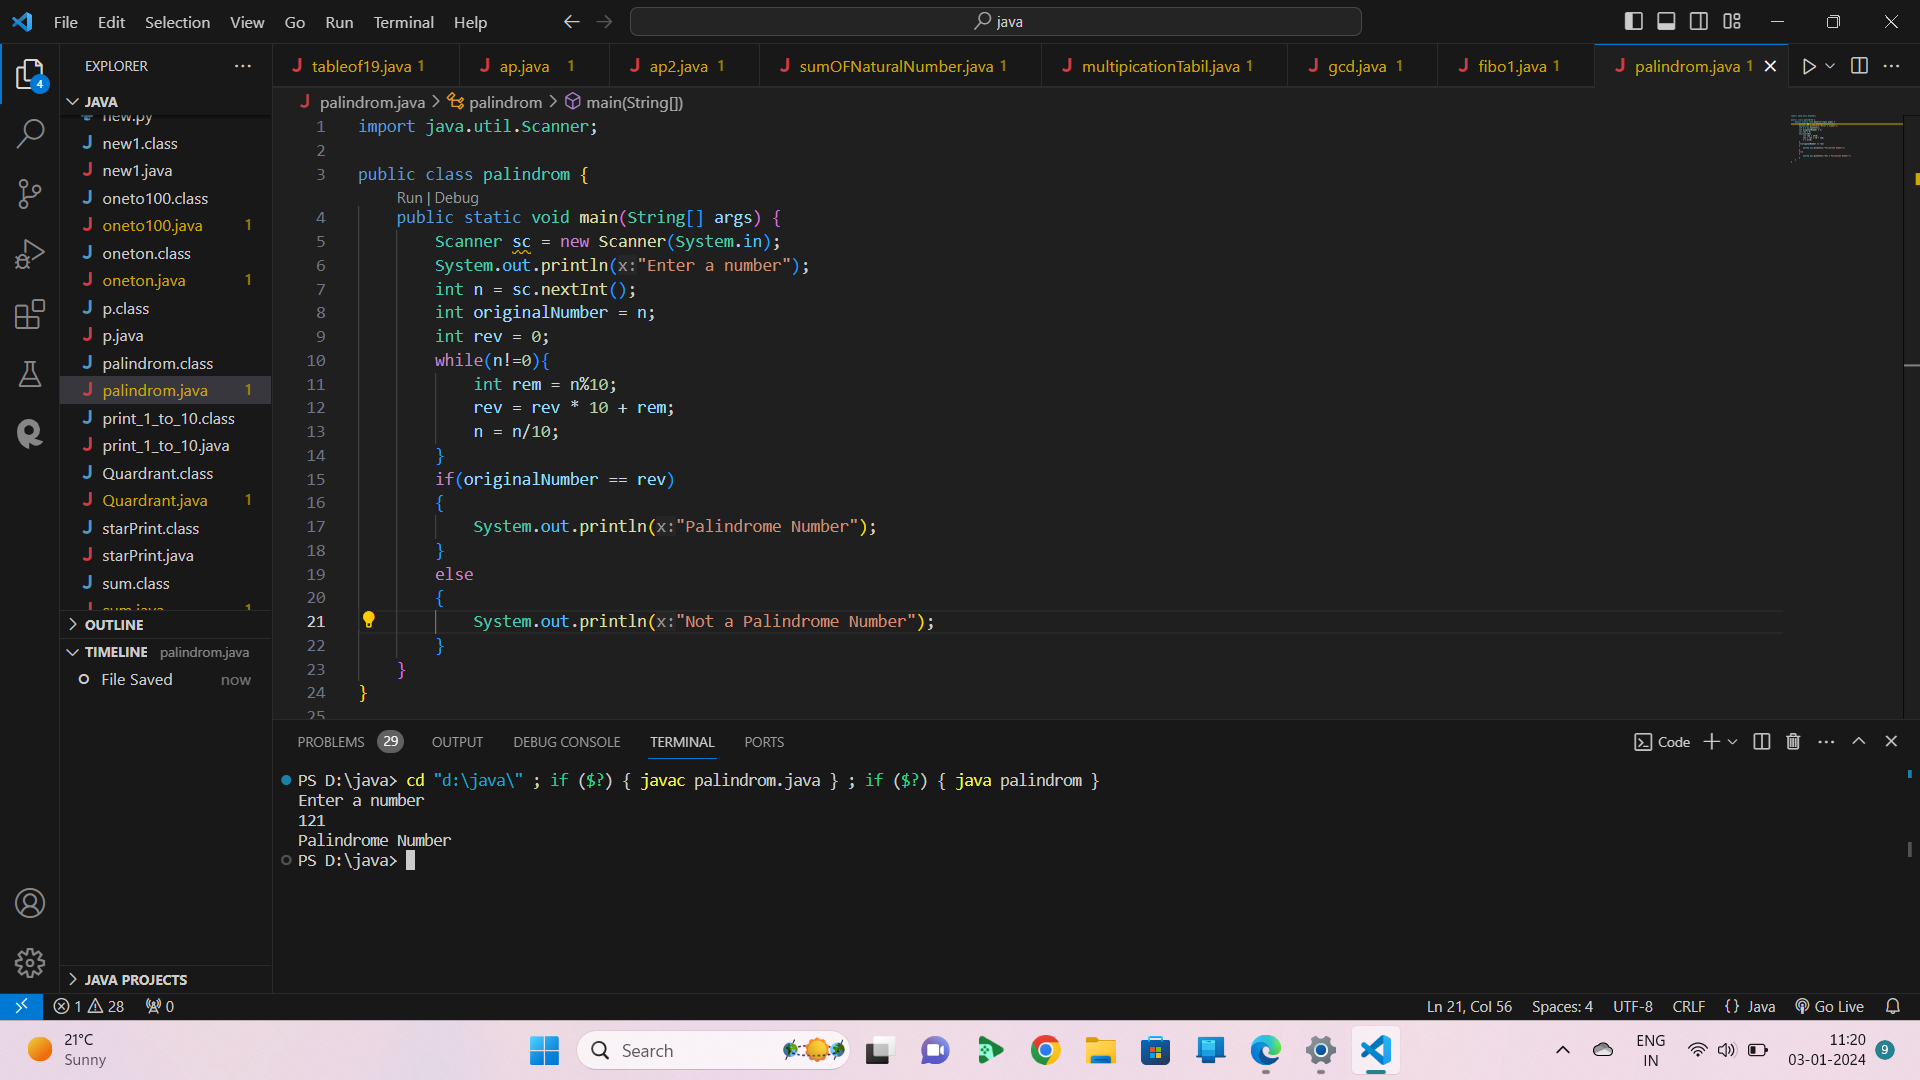 File Edit Selection View Go Run Terminal Help
java
EXPLORER
tableof19.java 1
ap.java 1
ap2.java 1
sumOFNaturalNumber.java 1
multipicationTabil.java 1
gcd.java 1
fibo1.java 1
palindrom.java 1
4
JAVA
new.py
new1.class
new1.java
oneto100.class
oneto100.java 1
oneton.class
oneton.java 1
p.class
p.java
palindrom.class
palindrom.java 1
print_1_to_10.class
print_1_to_10.java
Quardrant.class
Quardrant.java 1
starPrint.class
starPrint.java
sum.class
sum.java 1
OUTLINE
TIMELINE palindrom.java
File Saved now
JAVA PROJECTS
palindrom.java > palindrom > main(String[])
1 import java.util.Scanner;
2
3 public class palindrom {
Run | Debug
4 public static void main(String[] args) {
5 Scanner sc = new Scanner(System.in);
6 System.out.println(x:"Enter a number");
7 int n = sc.nextInt();
8 int originalNumber = n;
9 int rev = 0;
10 while(n!=0){
11 int rem = n%10;
12 rev = rev * 10 + rem;
13 n = n/10;
14 }
15 if(originalNumber == rev)
16 {
17 System.out.println(x:"Palindrome Number");
18 }
19 else
20 {
21 System.out.println(x:"Not a Palindrome Number");
22 }
23 }
24 }
25
PROBLEMS 29 OUTPUT DEBUG CONSOLE TERMINAL PORTS
Code
PS D:\java> cd "d:\java\" ; if ($?) { javac palindrom.java } ; if ($?) { java palindrom }
Enter a number
121
Palindrome Number
PS D:\java>
1 28 0
Ln 21, Col 56 Spaces: 4 UTF-8 CRLF {} Java Go Live
21°C
Sunny
Search
ENG
IN
11:20
03-01-2024
9